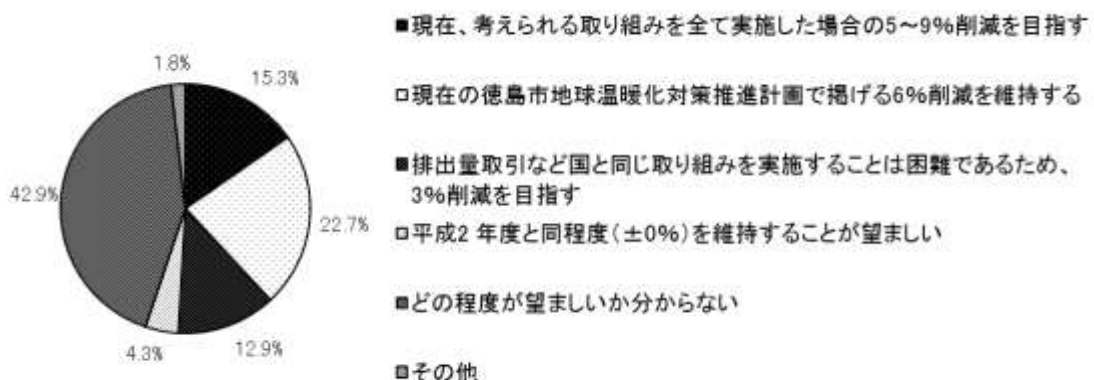 ■現在、考えられる取り組みを全て実施した場合の5～9%削減を目指す
1.8%
15.3%
□現在の徳島市地球温暖化対策推進計画で掲げる6%削減を維持する
■排出量取引など国と同じ取り組みを実施することは困難であるため、
3%削減を目指す
42.9%
22.7%
□平成2 年度と同程度(±0%)を維持することが望ましい
■どの程度が望ましいか分からない
4.3%
12.9%
■その他